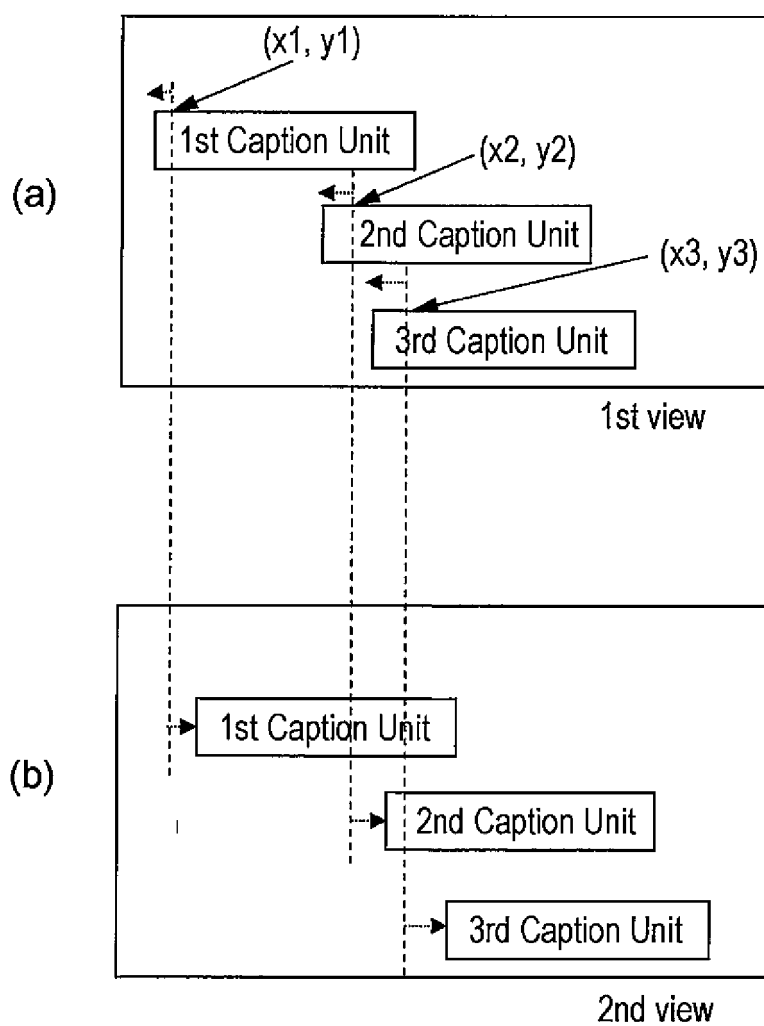 (x1, y1)
1st Caption Unit
(x2, y2)
(a)
2nd Caption Unit
(x3, y3)
3rd Caption Unit
1st view
1st Caption Unit
(b)
2nd Caption Unit
3rd Caption Unit
2nd view